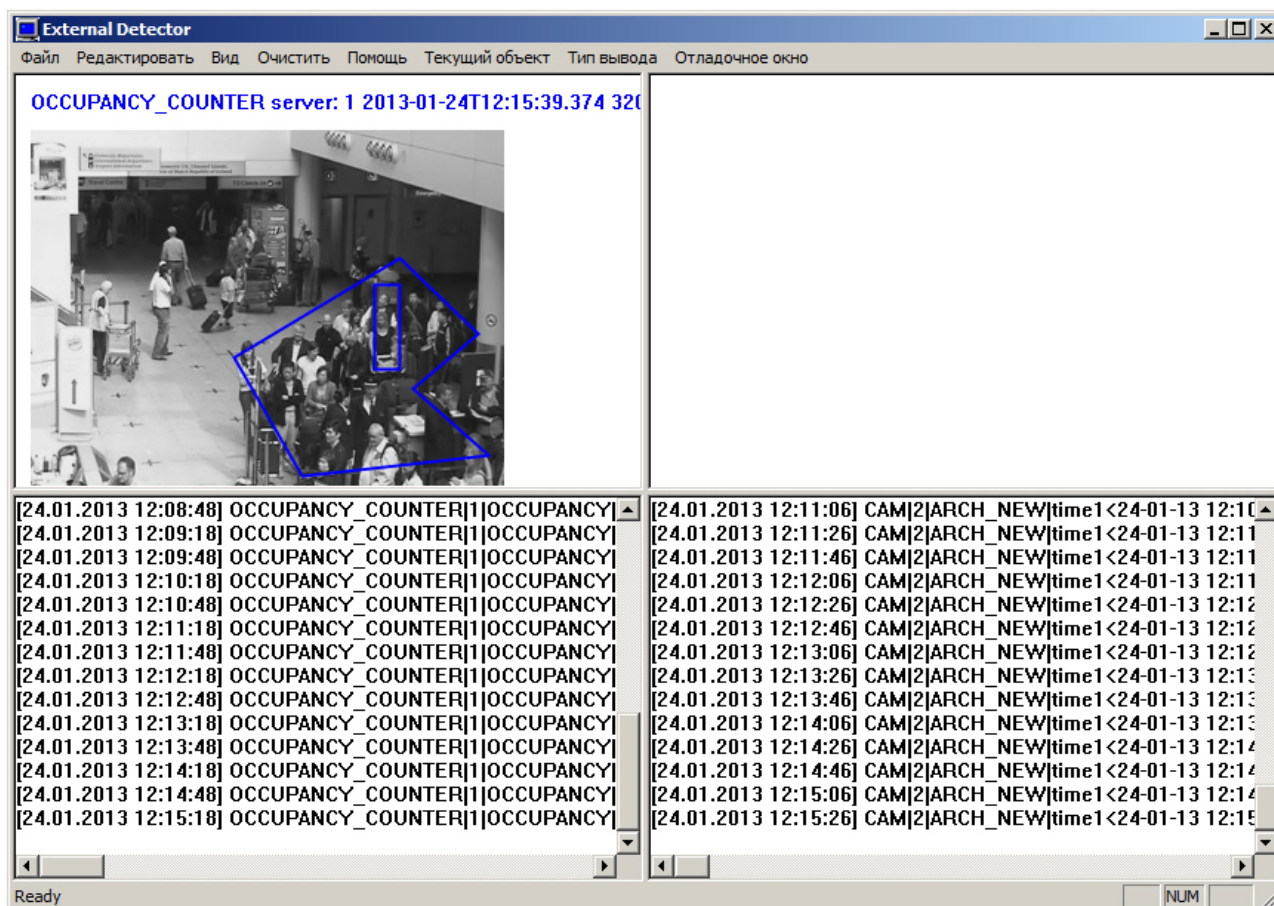 External Detector
Файл Редактировать Вид Очистить Помощь Текущий объект Тип вывода Отладочное окно
OCCUPANCY_COUNTER server: 1 2013-01-24T12:15:39.374 320
[24.01.2013 12:08:48] OCCUPANCY_COUNTER|1|OCCUPANCY|
[24.01.2013 12:09:18] OCCUPANCY_COUNTER|1|OCCUPANCY|
[24.01.2013 12:09:48] OCCUPANCY_COUNTER|1|OCCUPANCY|
[24.01.2013 12:10:18] OCCUPANCY_COUNTER|1|OCCUPANCY|
[24.01.2013 12:10:48] OCCUPANCY_COUNTER|1|OCCUPANCY|
[24.01.2013 12:11:18] OCCUPANCY_COUNTER|1|OCCUPANCY|
[24.01.2013 12:11:48] OCCUPANCY_COUNTER|1|OCCUPANCY|
[24.01.2013 12:12:18] OCCUPANCY_COUNTER|1|OCCUPANCY|
[24.01.2013 12:12:48] OCCUPANCY_COUNTER|1|OCCUPANCY|
[24.01.2013 12:13:18] OCCUPANCY_COUNTER|1|OCCUPANCY|
[24.01.2013 12:13:48] OCCUPANCY_COUNTER|1|OCCUPANCY|
[24.01.2013 12:14:18] OCCUPANCY_COUNTER|1|OCCUPANCY|
[24.01.2013 12:14:48] OCCUPANCY_COUNTER|1|OCCUPANCY|
[24.01.2013 12:15:18] OCCUPANCY_COUNTER|1|OCCUPANCY|
[24.01.2013 12:11:06] CAM|2|ARCH_NEW|time1<24-01-13 12:10
[24.01.2013 12:11:26] CAM|2|ARCH_NEW|time1<24-01-13 12:11
[24.01.2013 12:11:46] CAM|2|ARCH_NEW|time1<24-01-13 12:11
[24.01.2013 12:12:06] CAM|2|ARCH_NEW|time1<24-01-13 12:11
[24.01.2013 12:12:26] CAM|2|ARCH_NEW|time1<24-01-13 12:12
[24.01.2013 12:12:46] CAM|2|ARCH_NEW|time1<24-01-13 12:12
[24.01.2013 12:13:06] CAM|2|ARCH_NEW|time1<24-01-13 12:12
[24.01.2013 12:13:26] CAM|2|ARCH_NEW|time1<24-01-13 12:13
[24.01.2013 12:13:46] CAM|2|ARCH_NEW|time1<24-01-13 12:13
[24.01.2013 12:14:06] CAM|2|ARCH_NEW|time1<24-01-13 12:13
[24.01.2013 12:14:26] CAM|2|ARCH_NEW|time1<24-01-13 12:14
[24.01.2013 12:14:46] CAM|2|ARCH_NEW|time1<24-01-13 12:14
[24.01.2013 12:15:06] CAM|2|ARCH_NEW|time1<24-01-13 12:14
[24.01.2013 12:15:26] CAM|2|ARCH_NEW|time1<24-01-13 12:15
Ready
NUM